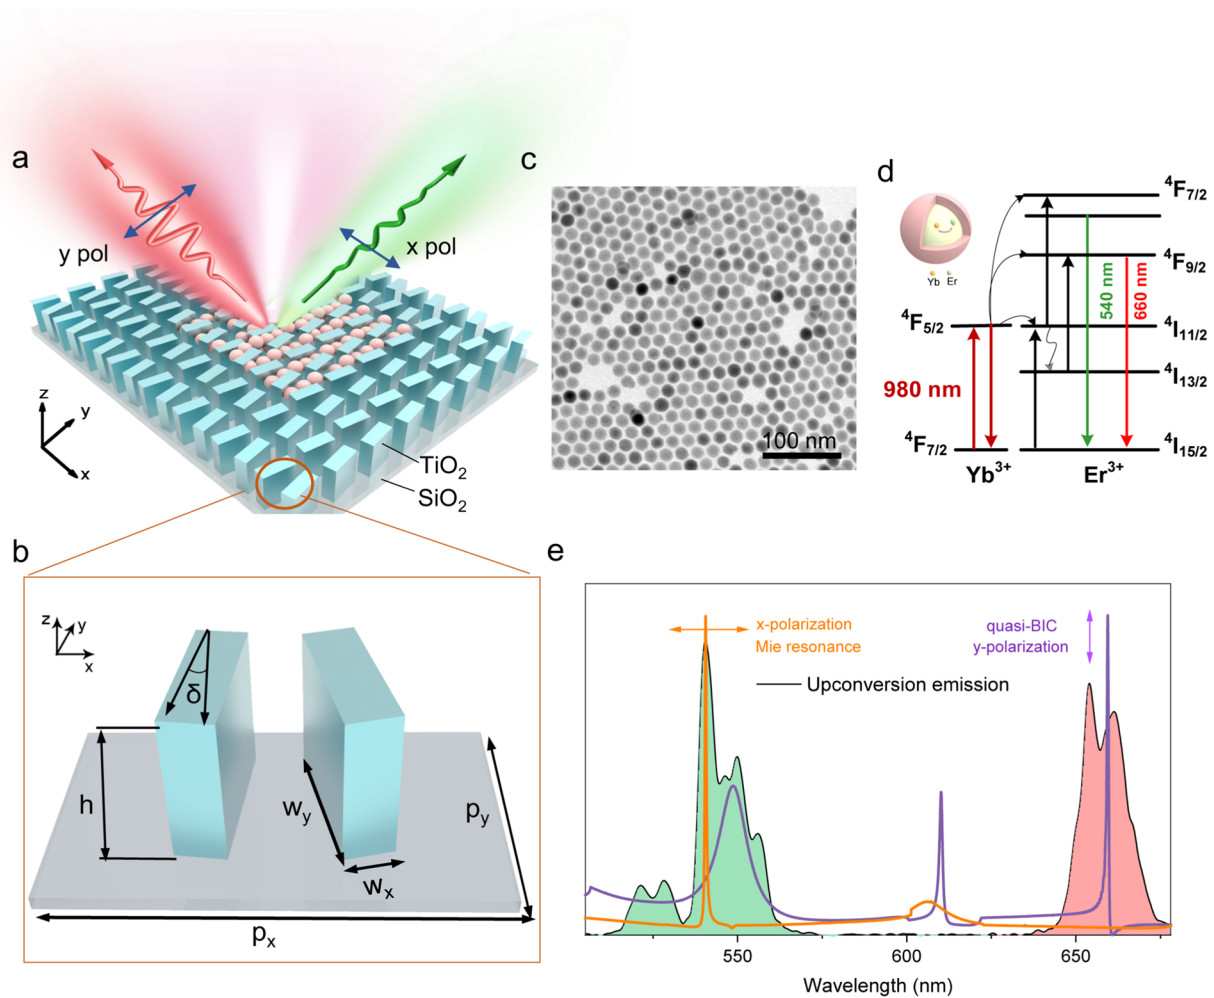 a
y pol
x pol
z
y
x
TiO2
SiO2
b
z
y
x
δ
h
wy
wx
py
px
c
100 nm
d
Yb Er
4F7/2
4F9/2
4F5/2
4I11/2
4I13/2
980 nm
540 nm
660 nm
4F7/2
4I15/2
Yb3+
Er3+
e
x-polarization
Mie resonance
quasi-BIC
y-polarization
Upconversion emission
550
600
650
Wavelength (nm)